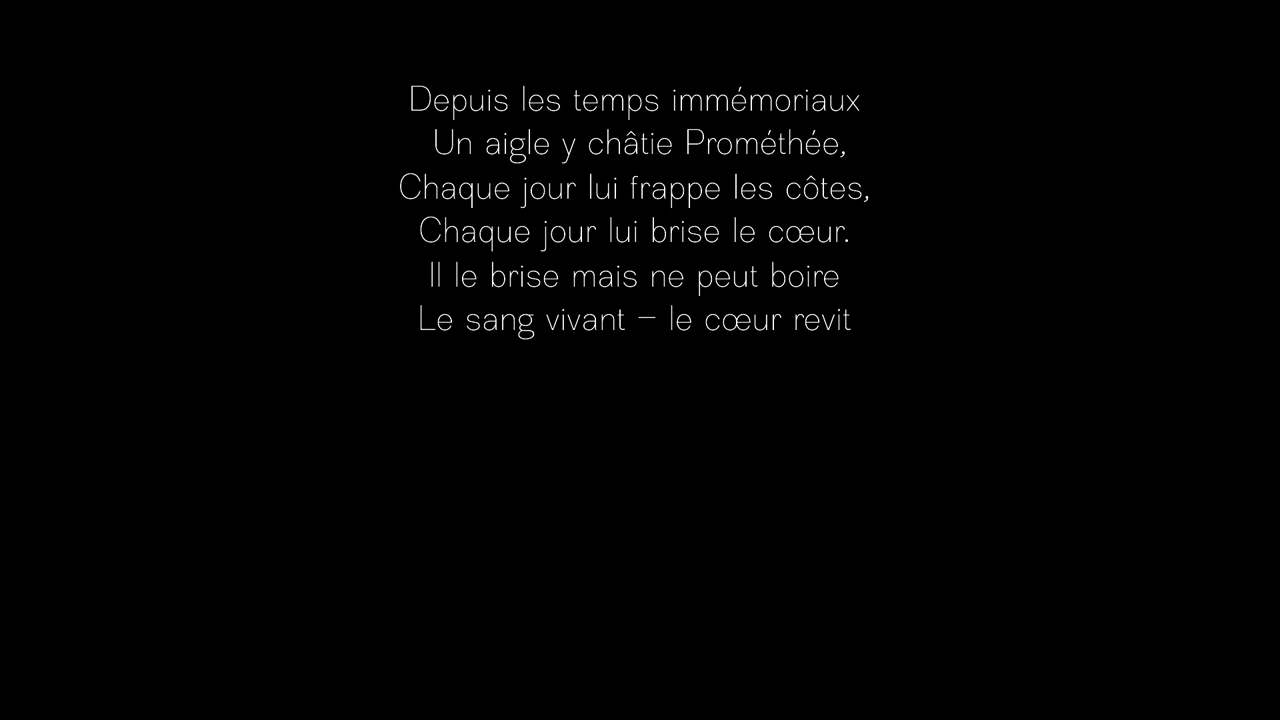 Depuis les temps immémoriaux
Un aigle y châtie Prométhée,
Chaque jour lui frappe les côtes,
Chaque jour lui brise le cœur.
Il le brise mais ne peut boire
Le sang vivant – le cœur revit